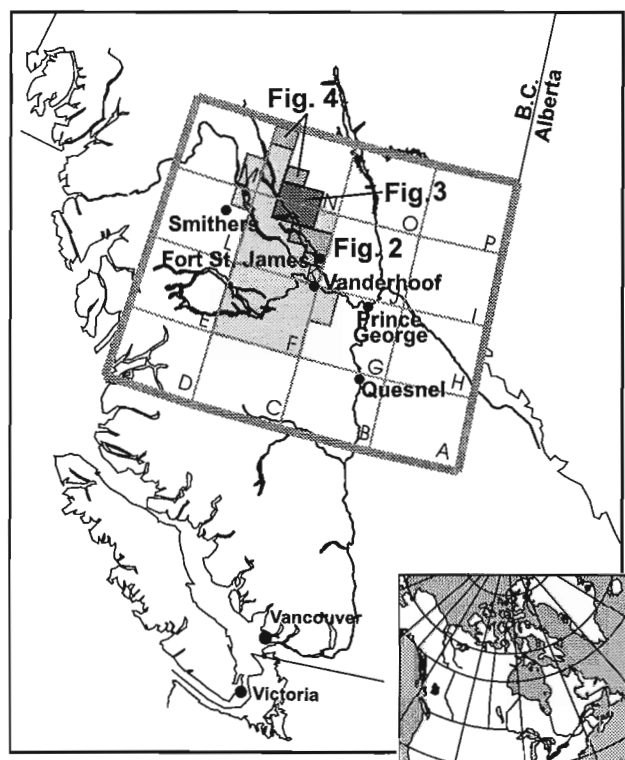 B.C.
Alberta
Fig. 4
M
Fig.3
N
O
P
Smithers
L
Fig. 2
Fort St. James
Vanderhoof
J
I
Prince
George
E
F
G
H
Quesnel
D
C
B
A
Vancouver
Victoria